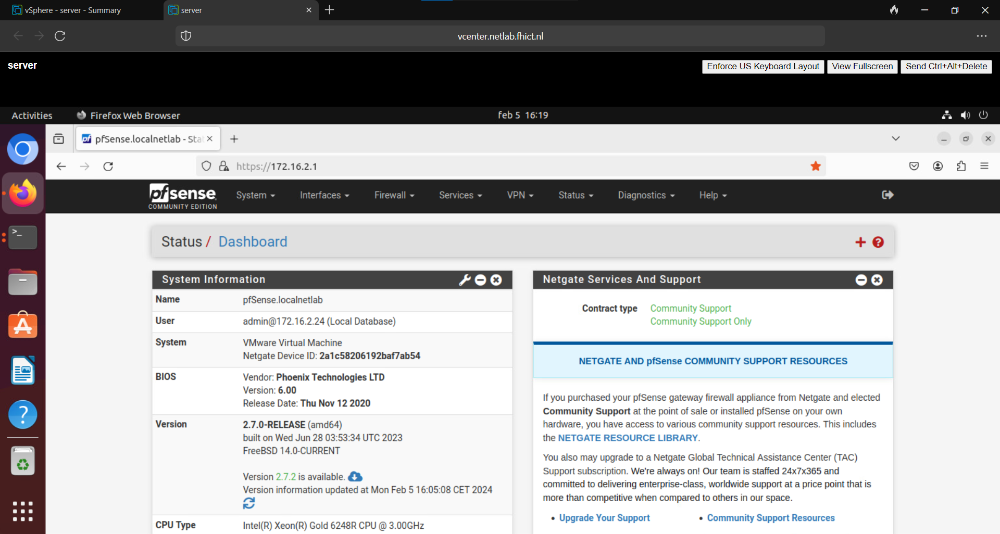 vSphere - server - Summary
server
vcenter.netlab.fhict.nl
server
Enforce US Keyboard Layout
View Fullscreen
Send Ctrl+Alt+Delete
Activities
Firefox Web Browser
feb 5 16:19
pfSense.localnetlab - Sta
https://172.16.2.1
pfsense
COMMUNITY EDITION
System
Interfaces
Firewall
Services
VPN
Status
Diagnostics
Help
Status / Dashboard
System Information
Name pfSense.localnetlab
User admin@172.16.2.24 (Local Database)
System VMware Virtual Machine
Netgate Device ID: 2a1c58206192baf7ab54
BIOS Vendor: Phoenix Technologies LTD
Version: 6.00
Release Date: Thu Nov 12 2020
Version 2.7.0-RELEASE (amd64)
built on Wed Jun 28 03:53:34 UTC 2023
FreeBSD 14.0-CURRENT
Version 2.7.2 is available.
Version information updated at Mon Feb 5 16:05:08 CET 2024
CPU Type Intel(R) Xeon(R) Gold 6248R CPU @ 3.00GHz
Netgate Services And Support
Contract type Community Support
Community Support Only
NETGATE AND pfSense COMMUNITY SUPPORT RESOURCES
If you purchased your pfSense gateway firewall appliance from Netgate and elected
Community Support at the point of sale or installed pfSense on your own
hardware, you have access to various community support resources. This includes
the NETGATE RESOURCE LIBRARY.
You also may upgrade to a Netgate Global Technical Assistance Center (TAC)
Support subscription. We're always on! Our team is staffed 24x7x365 and
committed to delivering enterprise-class, worldwide support at a price point that is
more than competitive when compared to others in our space.
• Upgrade Your Support
• Community Support Resources